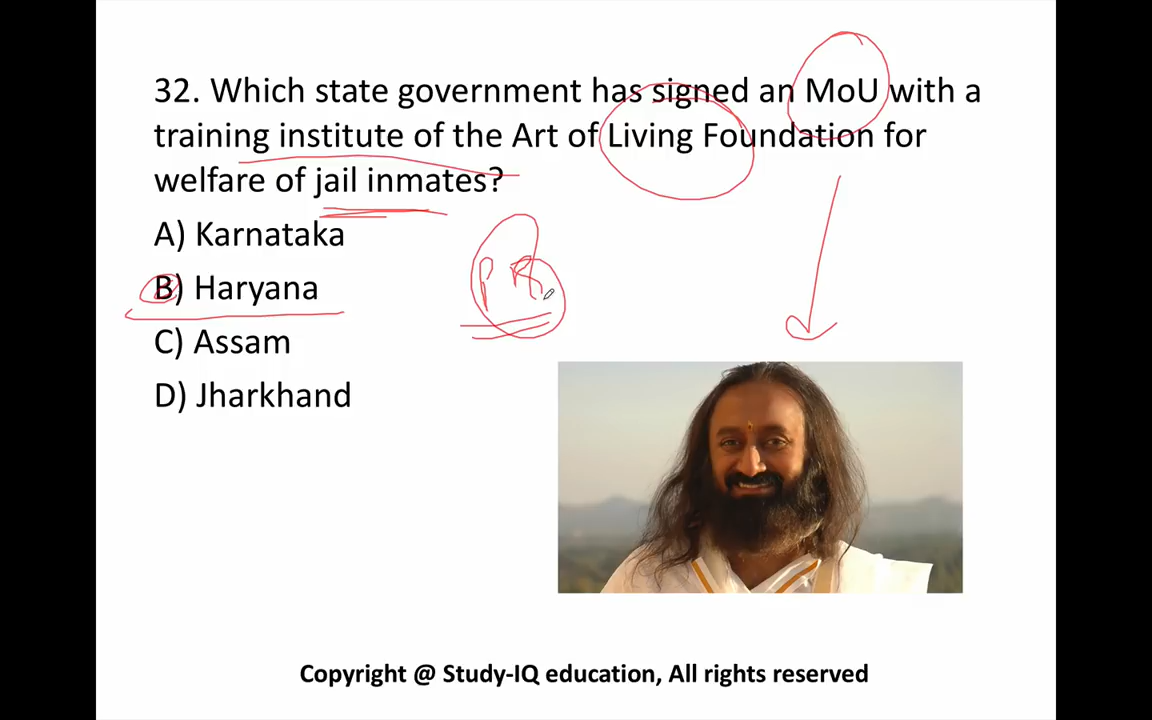 32. Which state government has signed an MoU with a
training institute of the Art of Living Foundation for
welfare of jail inmates?
A) Karnataka
B) Haryana
C) Assam
D) Jharkhand
PR
Copyright @ Study-IQ education, All rights reserved